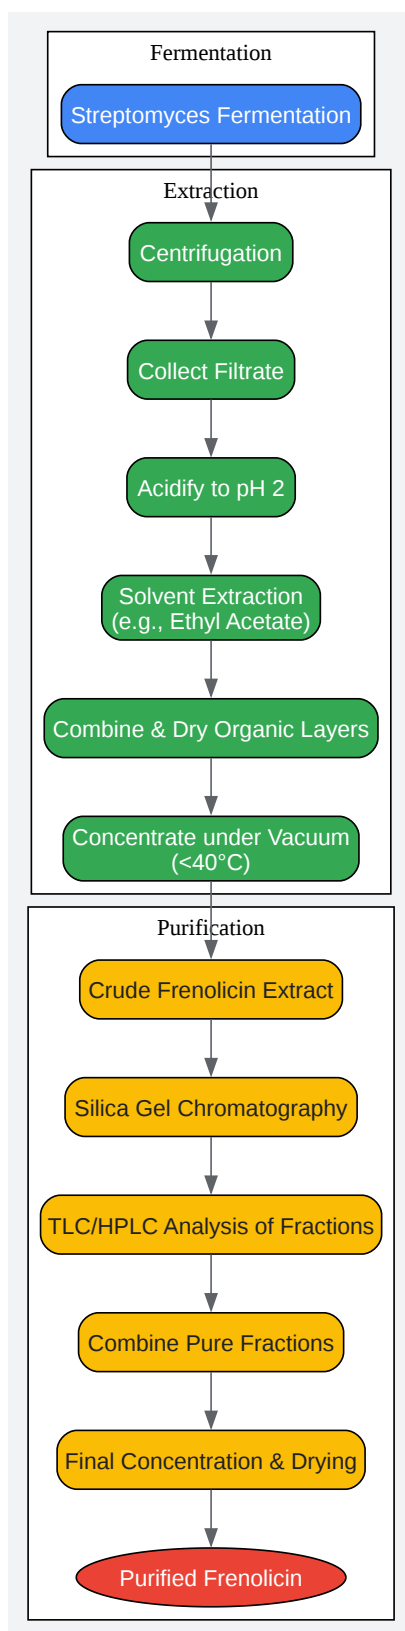 Fermentation
Streptomyces Fermentation
Extraction
Centrifugation
Collect Filtrate
Acidify to pH 2
Solvent Extraction
(e.g., Ethyl Acetate)
Combine & Dry Organic Layers
Concentrate under Vacuum
(<40°C)
Purification
Crude Frenolicin Extract
Silica Gel Chromatography
TLC/HPLC Analysis of Fractions
Combine Pure Fractions
Final Concentration & Drying
Purified Frenolicin